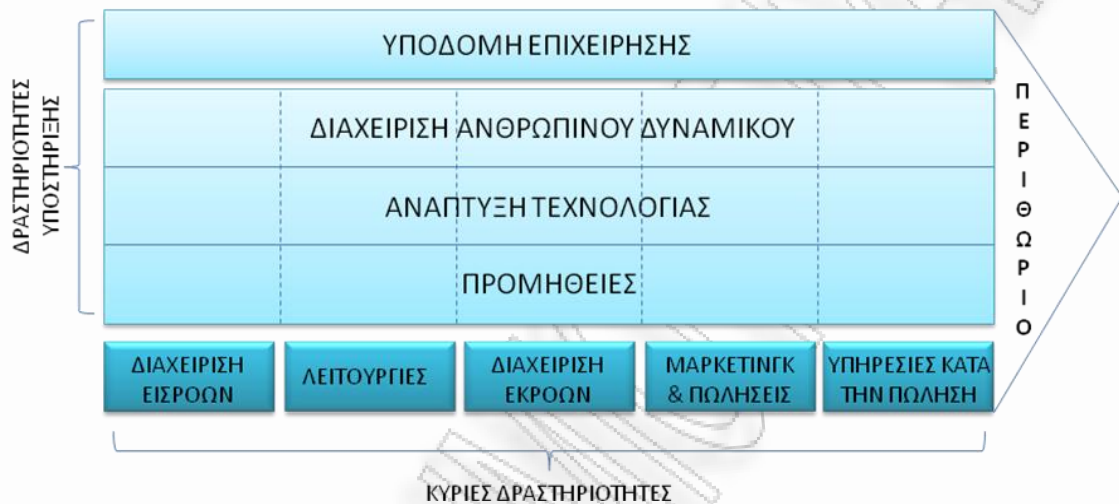 ΥΠΟΔΟΜΗ ΕΠΙΧΕΙΡΗΣΗΣ
ΔΡΑΣΤΗΡΙΟΤΗΤΕΣ
ΥΠΟΣΤΗΡΙΞΗΣ
ΔΙΑΧΕΙΡΙΣΗ ΑΝΘΡΩΠΙΝΟΥ ΔΥΝΑΜΙΚΟΥ
ΑΝΑΠΤΥΞΗ ΤΕΧΝΟΛΟΓΙΑΣ
ΠΡΟΜΗΘΕΙΕΣ
ΠΕΡΙΘΩΡΙΟ
ΔΙΑΧΕΙΡΙΣΗ
ΕΙΣΡΟΩΝ
ΛΕΙΤΟΥΡΓΙΕΣ
ΔΙΑΧΕΙΡΙΣΗ
ΕΚΡΟΩΝ
ΜΑΡΚΕΤΙΝΓΚ
& ΠΩΛΗΣΕΙΣ
ΥΠΗΡΕΣΙΕΣ ΚΑΤΑ
ΤΗΝ ΠΩΛΗΣΗ
ΚΥΡΙΕΣ ΔΡΑΣΤΗΡΙΟΤΗΤΕΣ